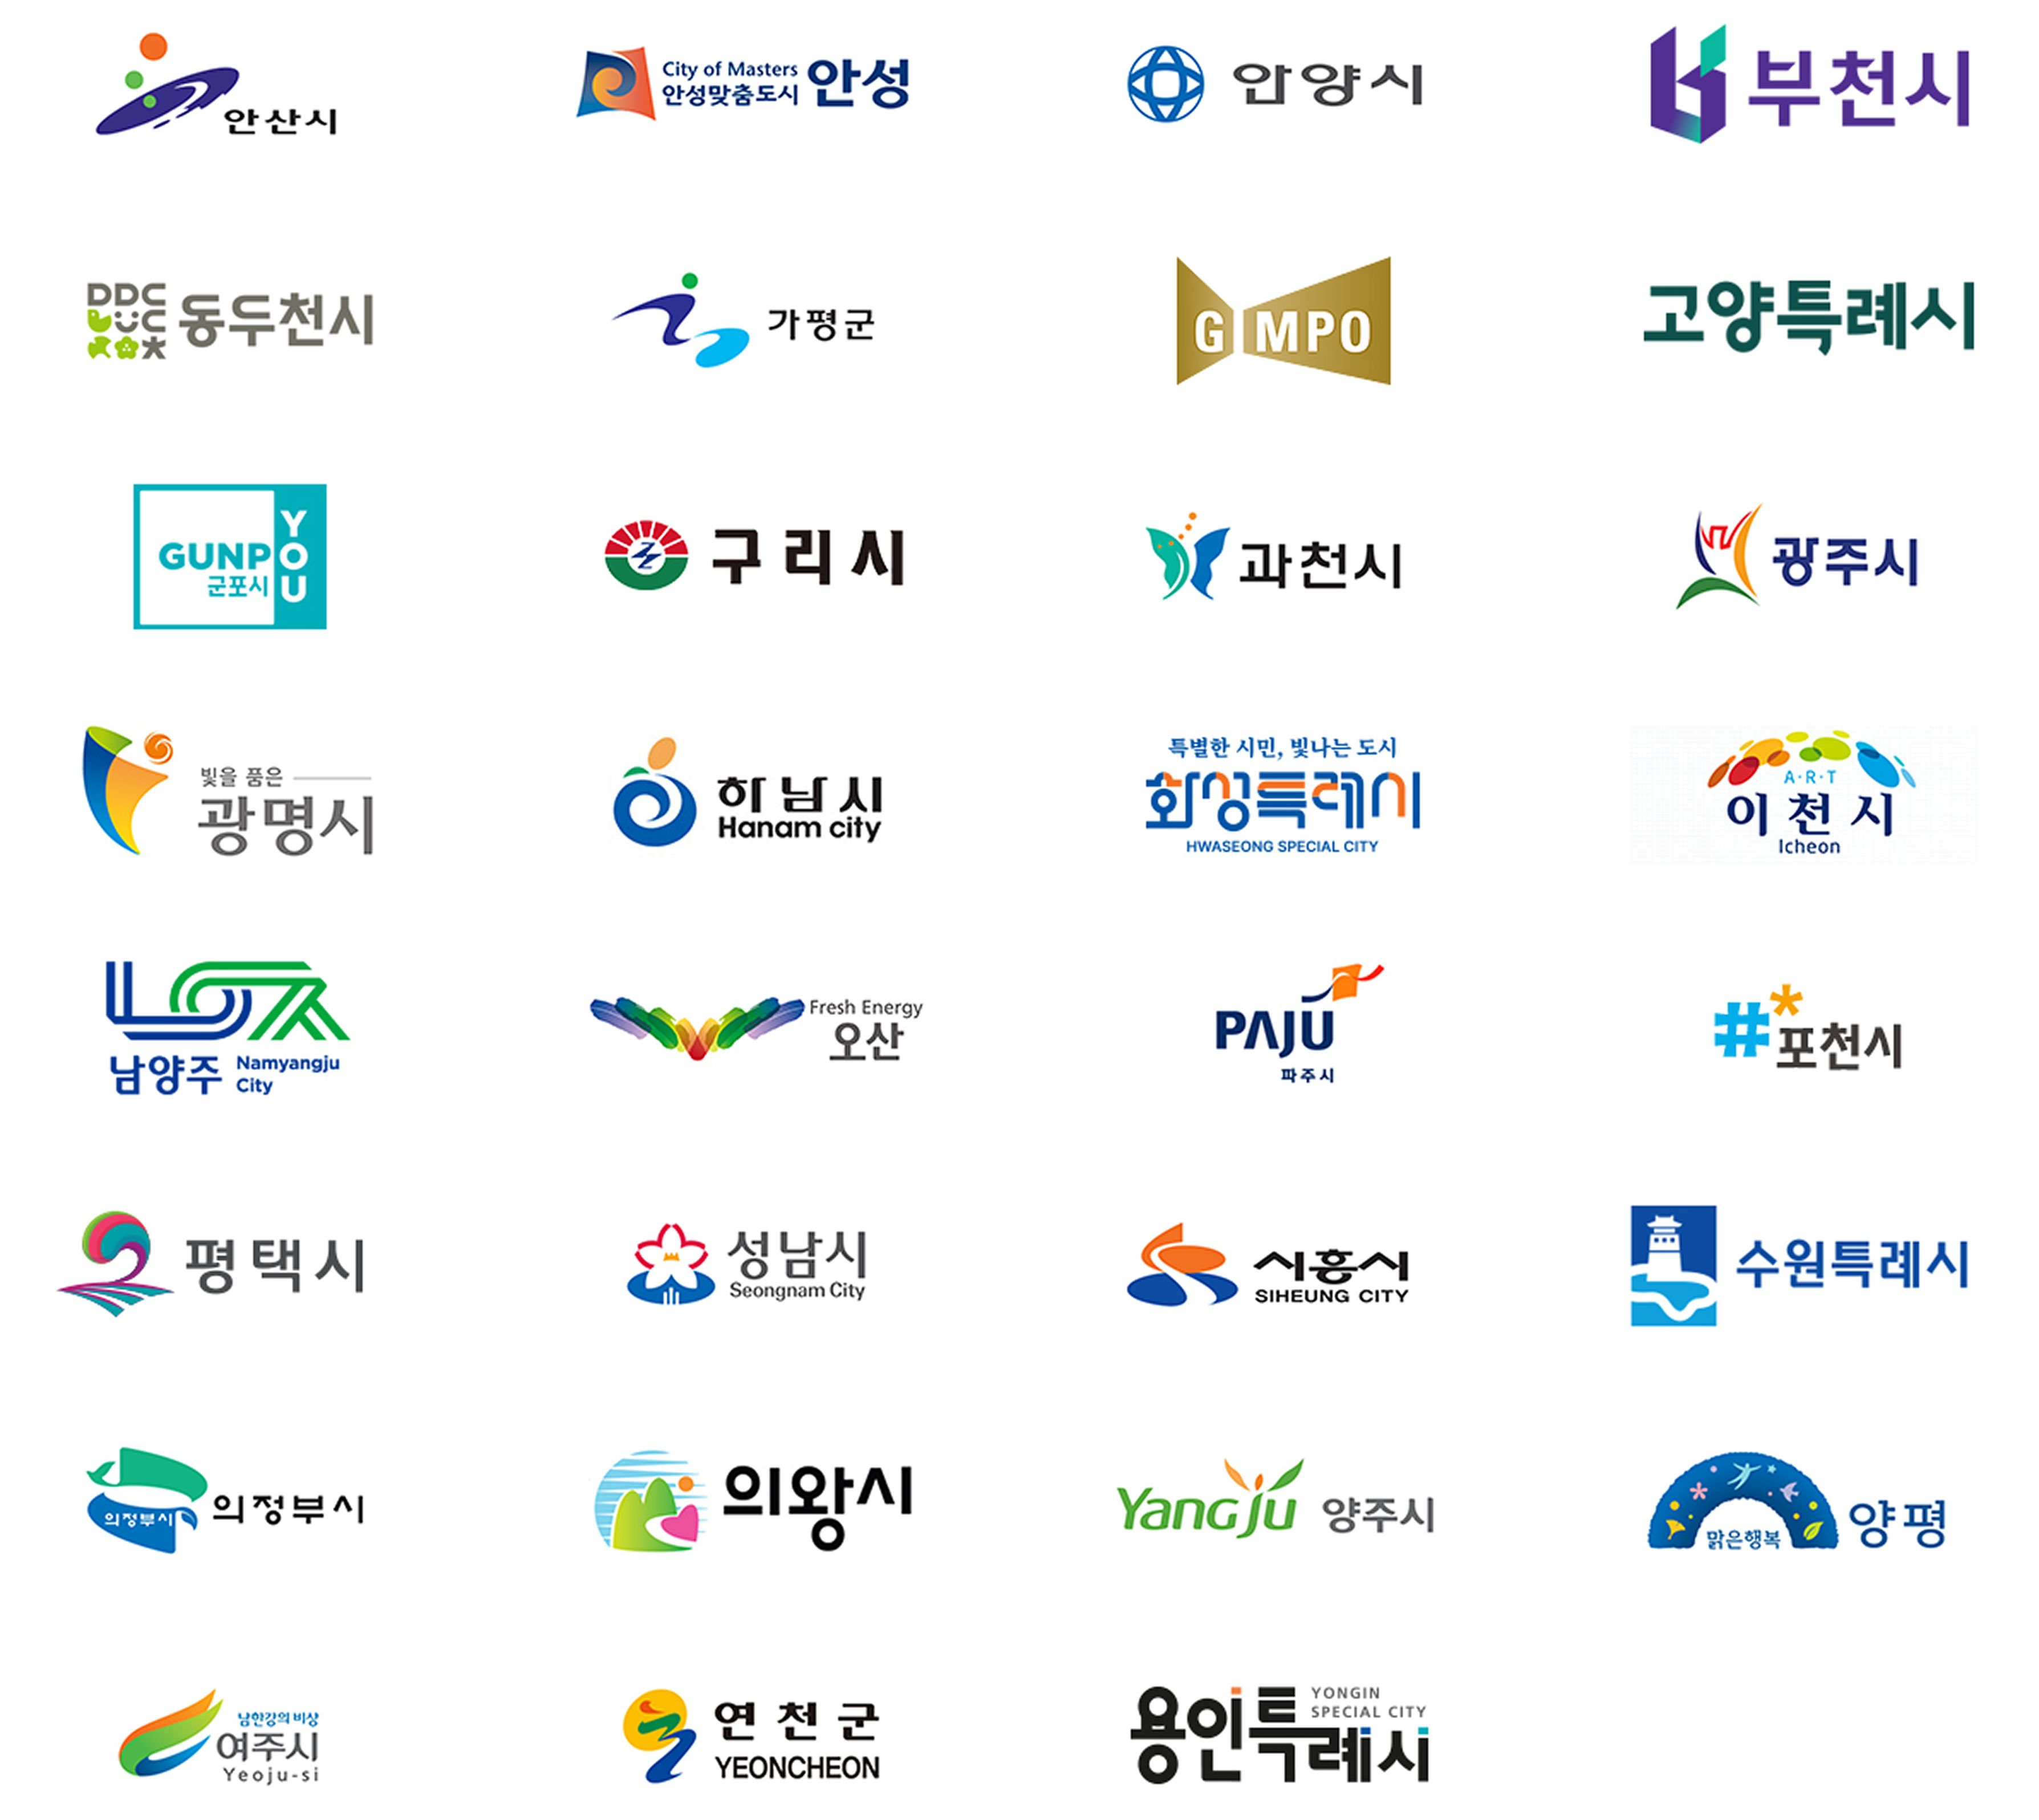 안산시
City of Masters
안성맞춤도시 안성
안양시
부천시
DDC
동두천시
가평군
GIMPO
고양특례시
GUNPO
YOU
군포시
구리시
과천시
광주시
빛을 품은
광명시
하남시
Hanam city
특별한 시민, 빛나는 도시
화성특례시
HWASEONG SPECIAL CITY
A·R·T
이천시
Icheon
남양주 Namyangju
City
Fresh Energy
오산
PAJU
파주시
#*포천시
평택시
성남시
Seongnam City
시흥시
SIHEUNG CITY
수원특례시
의정부시 의정부시
의왕시
Yangju 양주시
맑은행복 양평
남한강의 비상
여주시
Yeoju-si
연천군
YEONCHEON
YONGIN
SPECIAL CITY
용인특례시